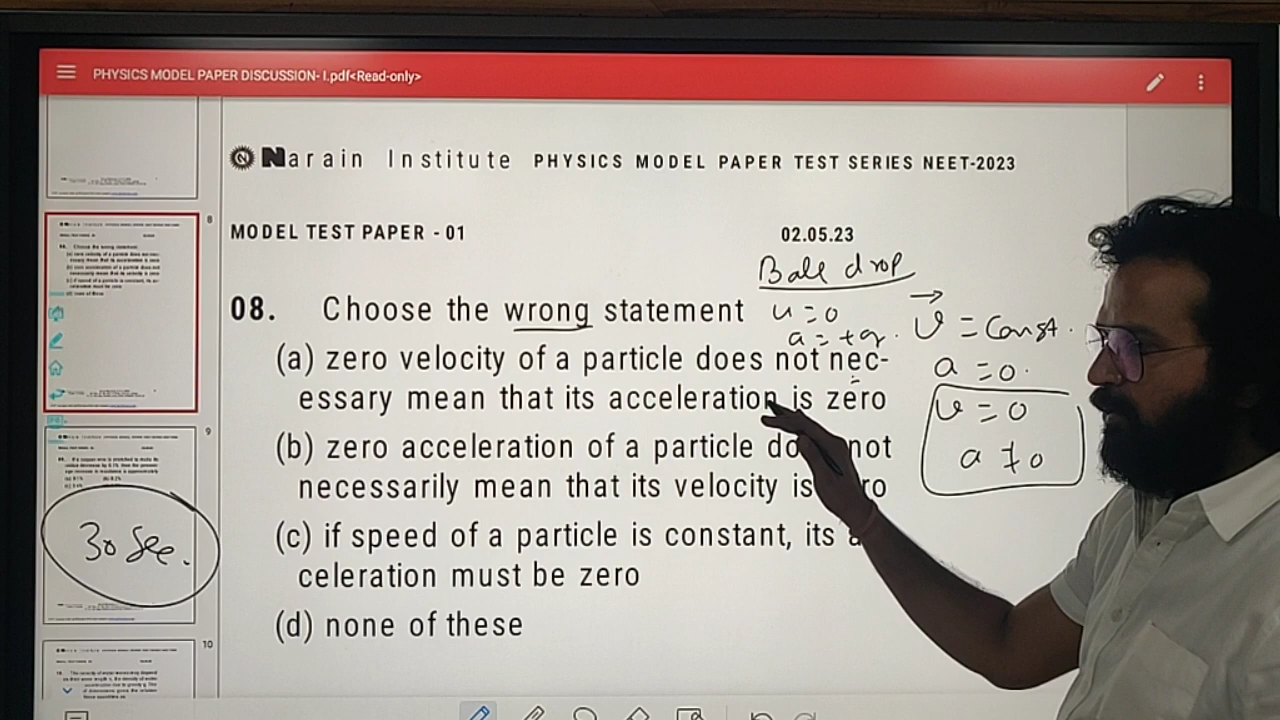 PHYSICS MODEL PAPER DISCUSSION- I.pdf<Read-only>
Narain Institute PHYSICS MODEL PAPER TEST SERIES NEET-2023
MODEL TEST PAPER - 01 02.05.23
Ball drop
08. Choose the wrong statement
u = 0
a = +g.
v = Const.
a = 0.
v = 0
a ≠ 0
(a) zero velocity of a particle does not nec-
essary mean that its acceleration is zero
(b) zero acceleration of a particle do not
necessarily mean that its velocity is ro
(c) if speed of a particle is constant, its a
celeration must be zero
(d) none of these
8
9
30 Sec.
10